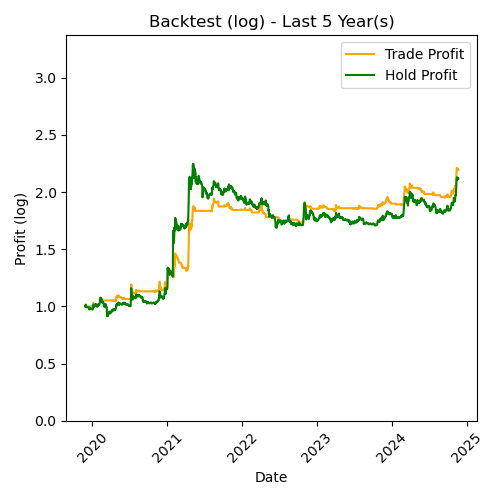 Backtest (log) - Last 5 Year(s)
Trade Profit
Hold Profit
Profit (log)
3.0
2.5
2.0
1.5
1.0
0.5
0.0
2020
2021
2022
2023
2024
2025
Date